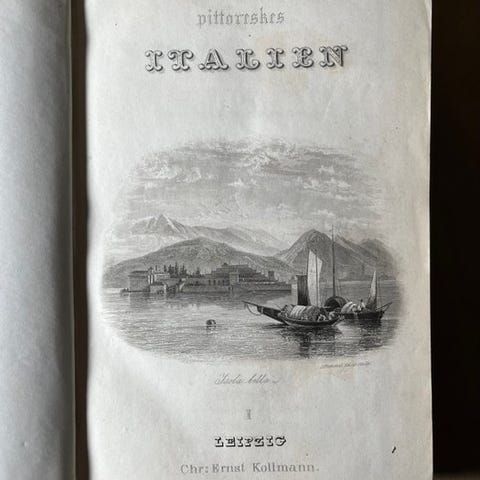 pittoreskes
ITALIEN
Isola bella
I
LEIPZIG
Chr: Ernst Kollmann.